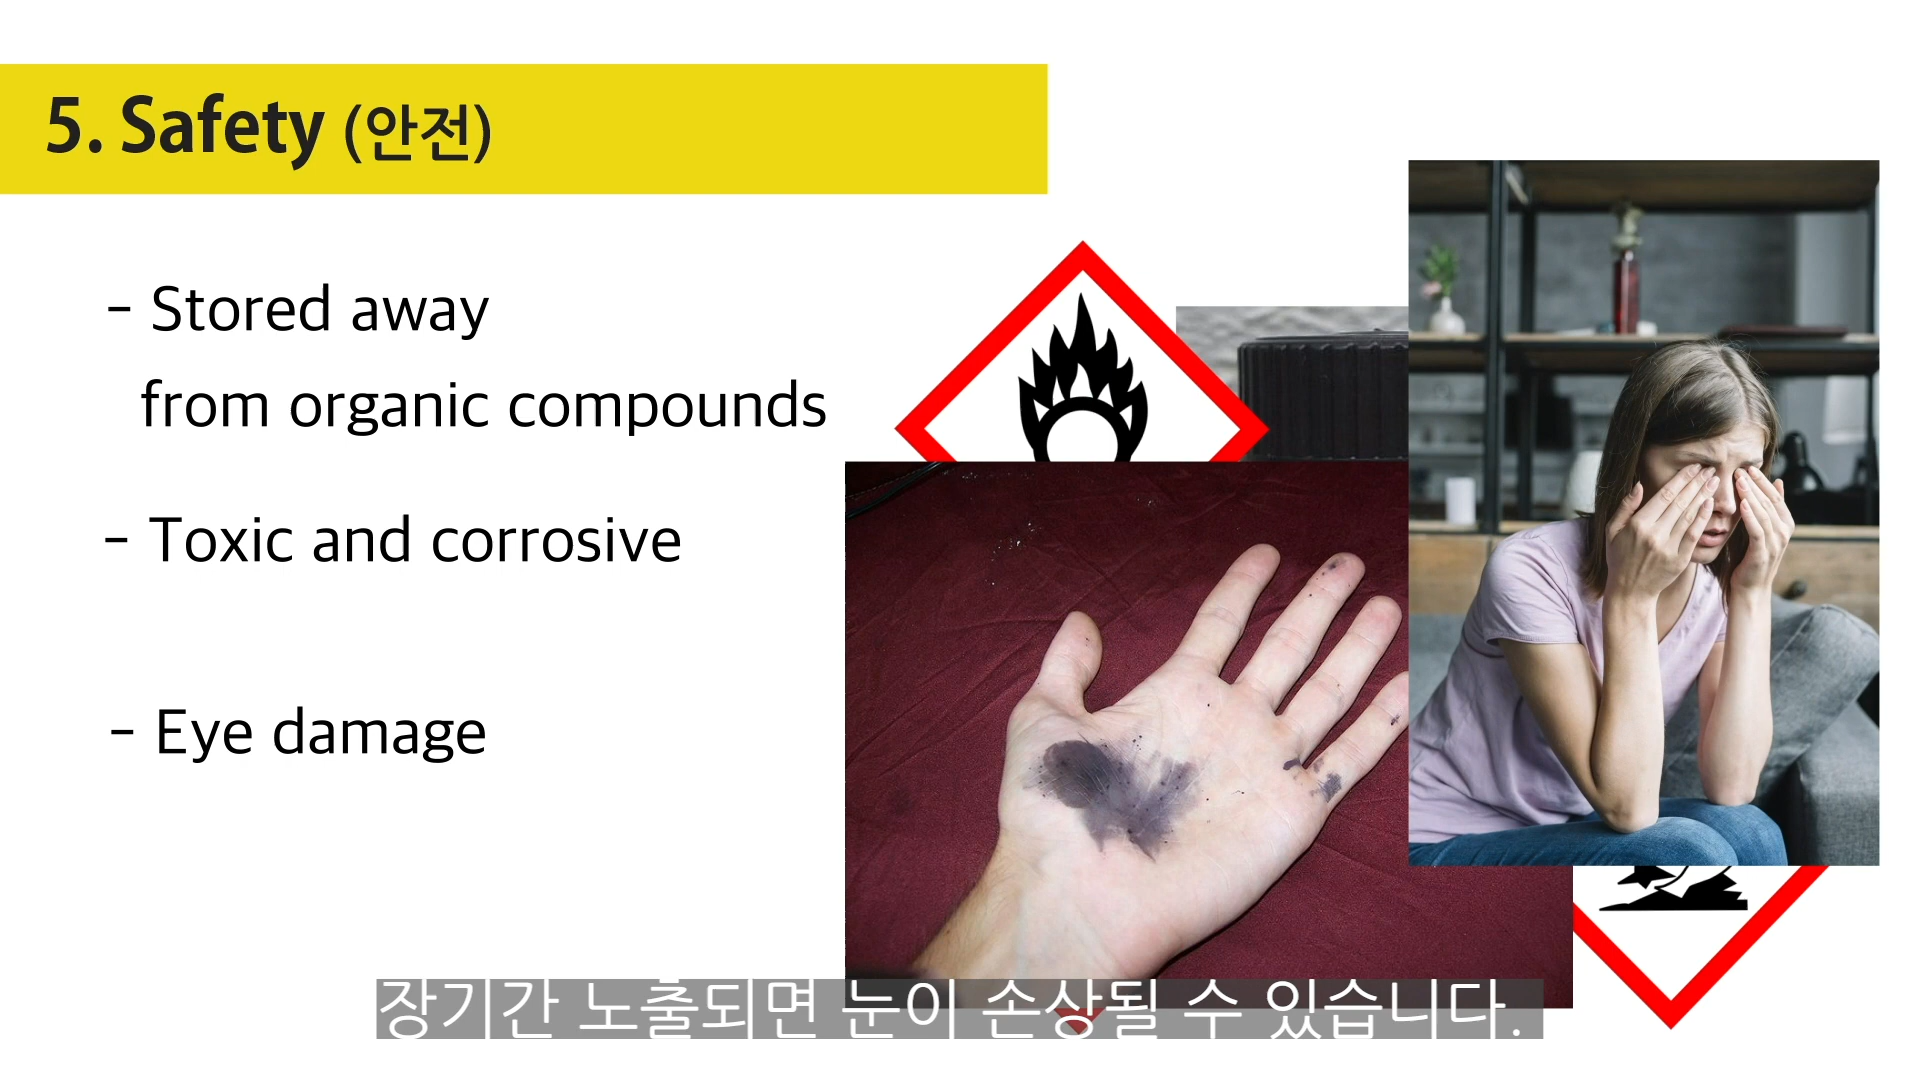 5. Safety (안전)
- Stored away
from organic compounds
- Toxic and corrosive
- Eye damage
장기간 노출되면 눈이 손상될 수 있습니다.